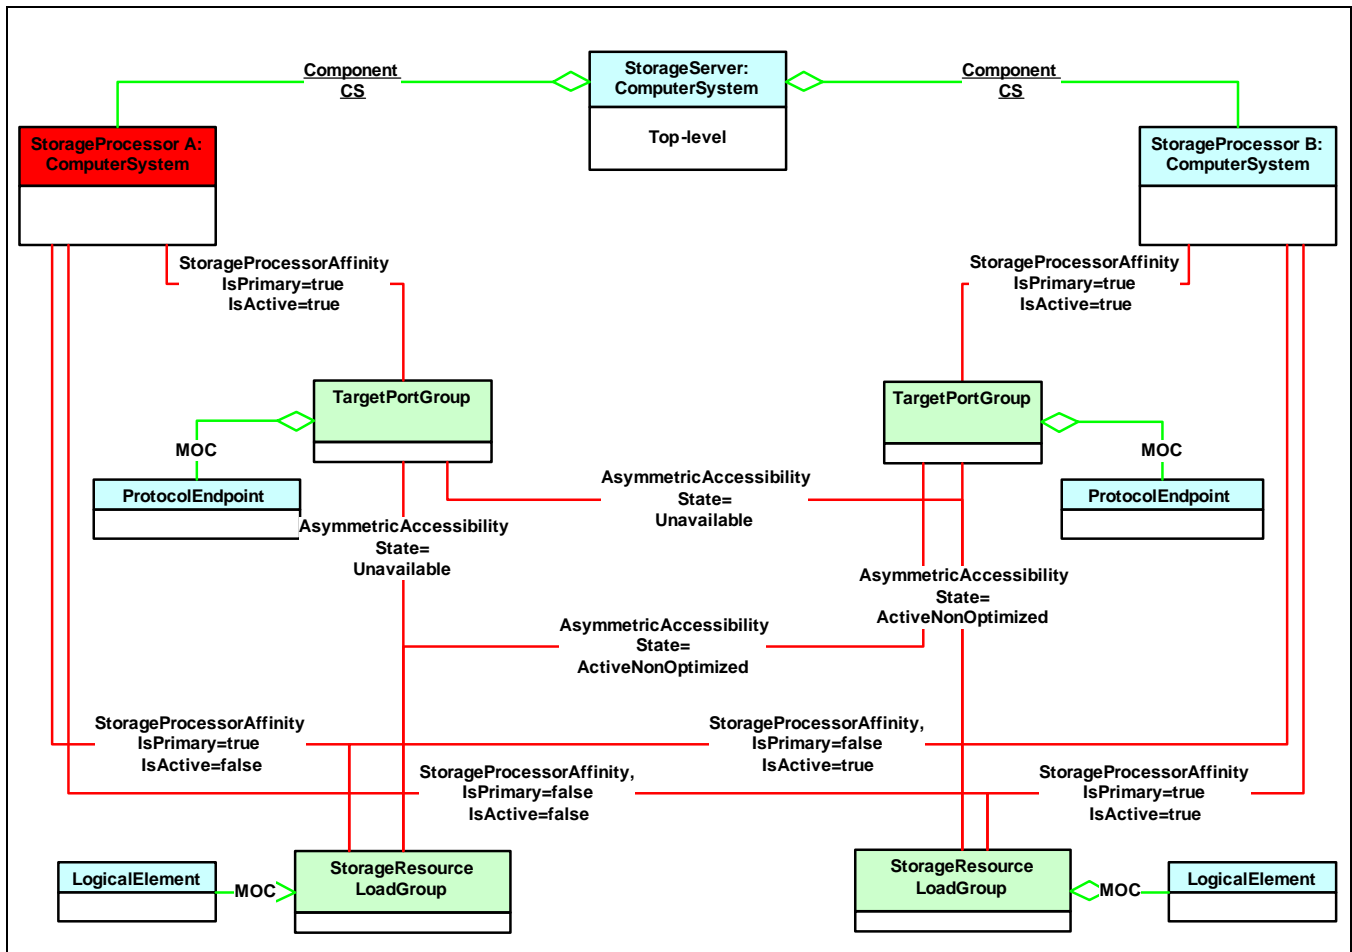 Component
CS
StorageServer:
ComputerSystem
Top-level
Component
CS
StorageProcessor A:
ComputerSystem
StorageProcessor B:
ComputerSystem
StorageProcessorAffinity
IsPrimary=true
IsActive=true
StorageProcessorAffinity
IsPrimary=true
IsActive=true
TargetPortGroup
TargetPortGroup
MOC
MOC
ProtocolEndpoint
ProtocolEndpoint
AsymmetricAccessibility
State=
Unavailable
AsymmetricAccessibility
State=
Unavailable
AsymmetricAccessibility
State=
ActiveNonOptimized
AsymmetricAccessibility
State=
ActiveNonOptimized
StorageProcessorAffinity
IsPrimary=true
IsActive=false
StorageProcessorAffinity,
IsPrimary=false
IsActive=true
StorageProcessorAffinity,
IsPrimary=false
IsActive=false
StorageProcessorAffinity
IsPrimary=true
IsActive=true
LogicalElement
MOC
StorageResource
LoadGroup
StorageResource
LoadGroup
MOC
LogicalElement